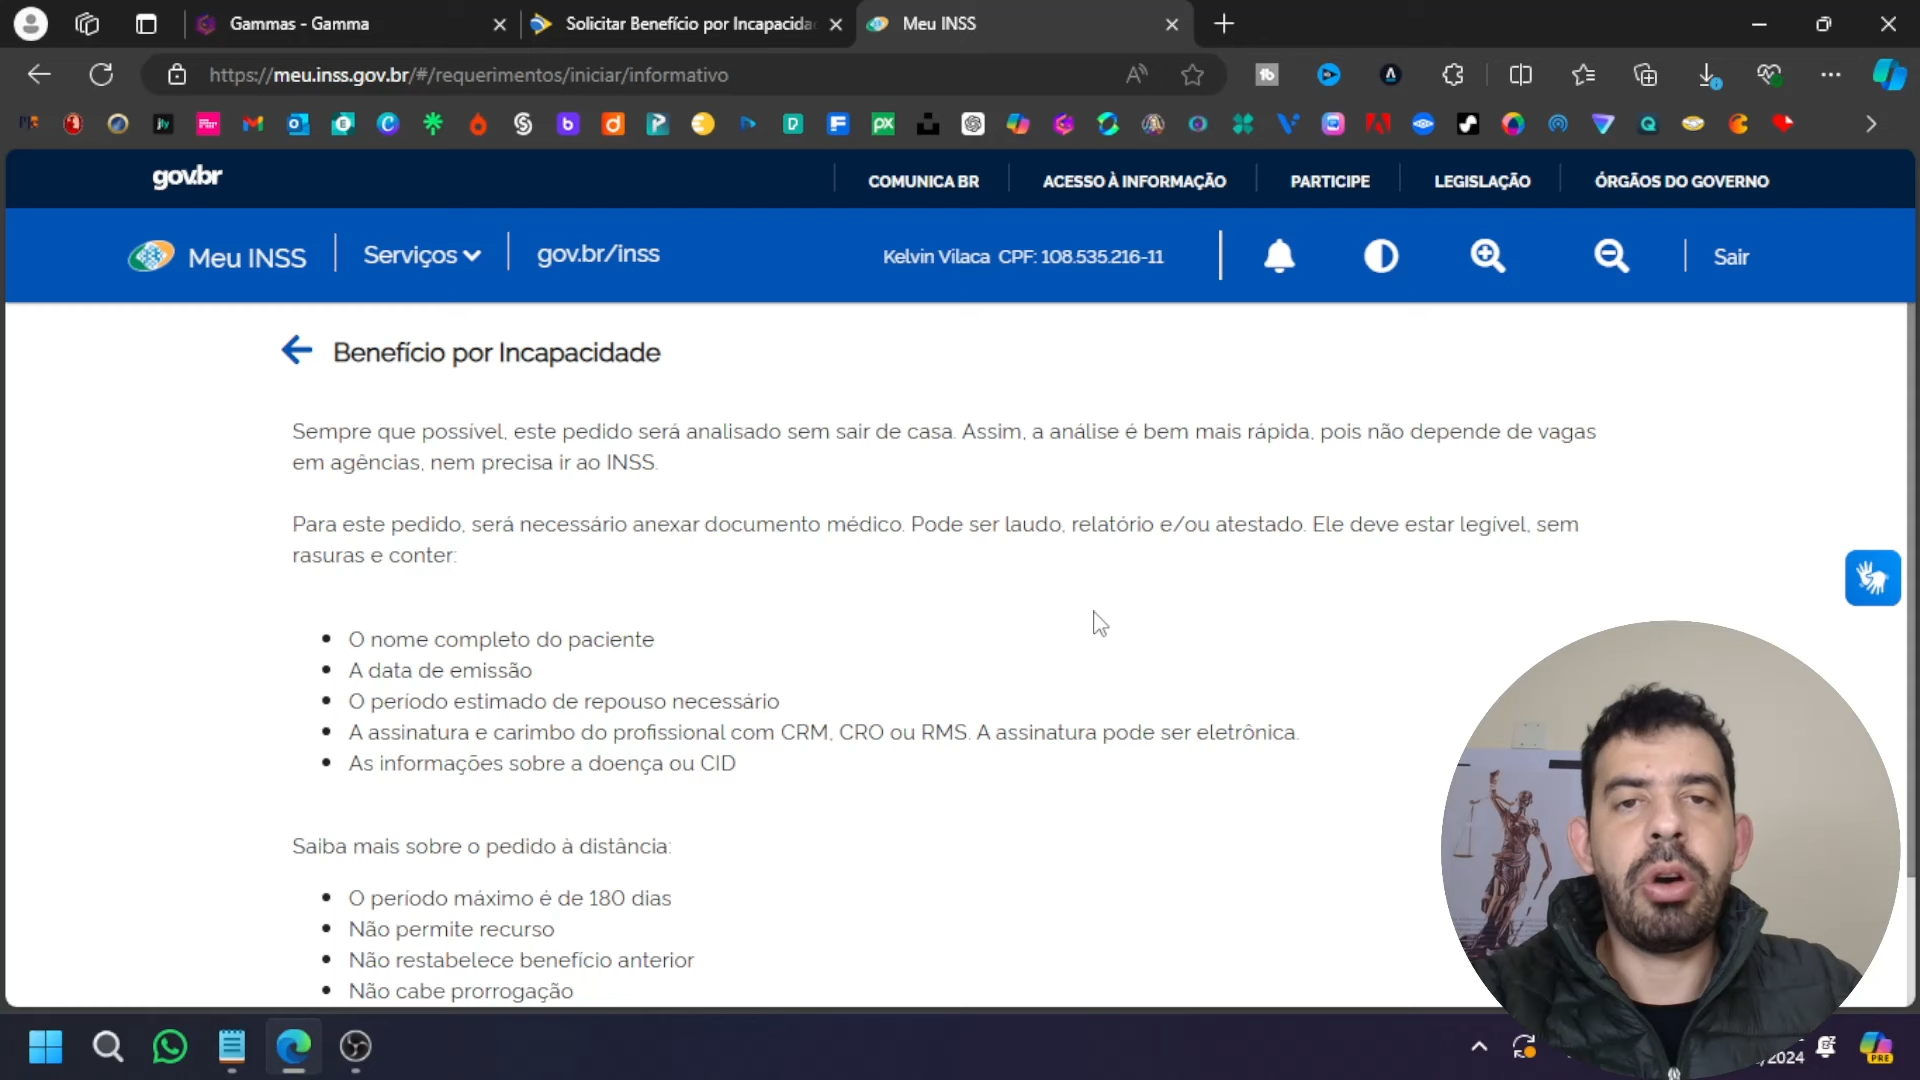 Gammas - Gamma
Solicitar Benefício por Incapacida
Meu INSS
https://meu.inss.gov.br/#/requerimentos/iniciar/informativo
gov.br
COMUNICA BR
ACESSO À INFORMAÇÃO
PARTICIPE
LEGISLAÇÃO
ÓRGÃOS DO GOVERNO
Meu INSS
Serviços
gov.br/inss
Kelvin Vilaca CPF: 108.535.216-11
Sair
Benefício por Incapacidade
Sempre que possível, este pedido será analisado sem sair de casa. Assim, a análise é bem mais rápida, pois não depende de vagas
em agências, nem precisa ir ao INSS.
Para este pedido, será necessário anexar documento médico. Pode ser laudo, relatório e/ou atestado. Ele deve estar legível, sem
rasuras e conter:
O nome completo do paciente
A data de emissão
O período estimado de repouso necessário
A assinatura e carimbo do profissional com CRM, CRO ou RMS. A assinatura pode ser eletrônica.
As informações sobre a doença ou CID
Saiba mais sobre o pedido à distância:
O período máximo é de 180 dias
Não permite recurso
Não restabelece benefício anterior
Não cabe prorrogação
/2024
PRE